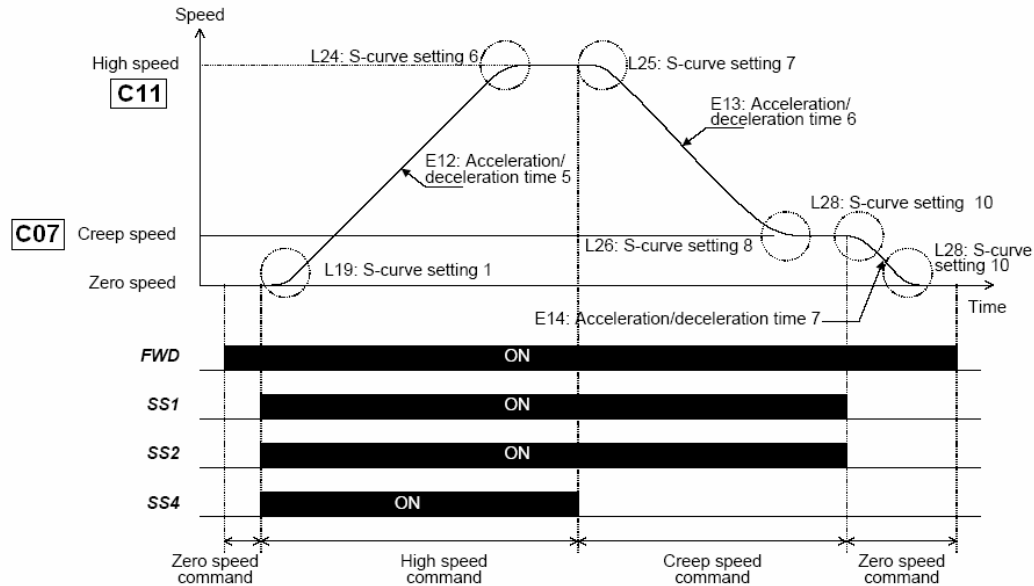 Speed
L24: S-curve setting 6
High speed
C11
L25: S-curve setting 7
E13: Acceleration/
deceleration time 6
E12: Acceleration/
deceleration time 5
L28: S-curve setting 10
C07
Creep speed
L26: S-curve setting 8
L28: S-curve
setting 10
L19: S-curve setting 1
Zero speed
Time
E14: Acceleration/deceleration time 7
FWD
ON
SS1
ON
SS2
ON
SS4
ON
Zero speed
command
High speed
command
Creep speed
command
Zero speed
command